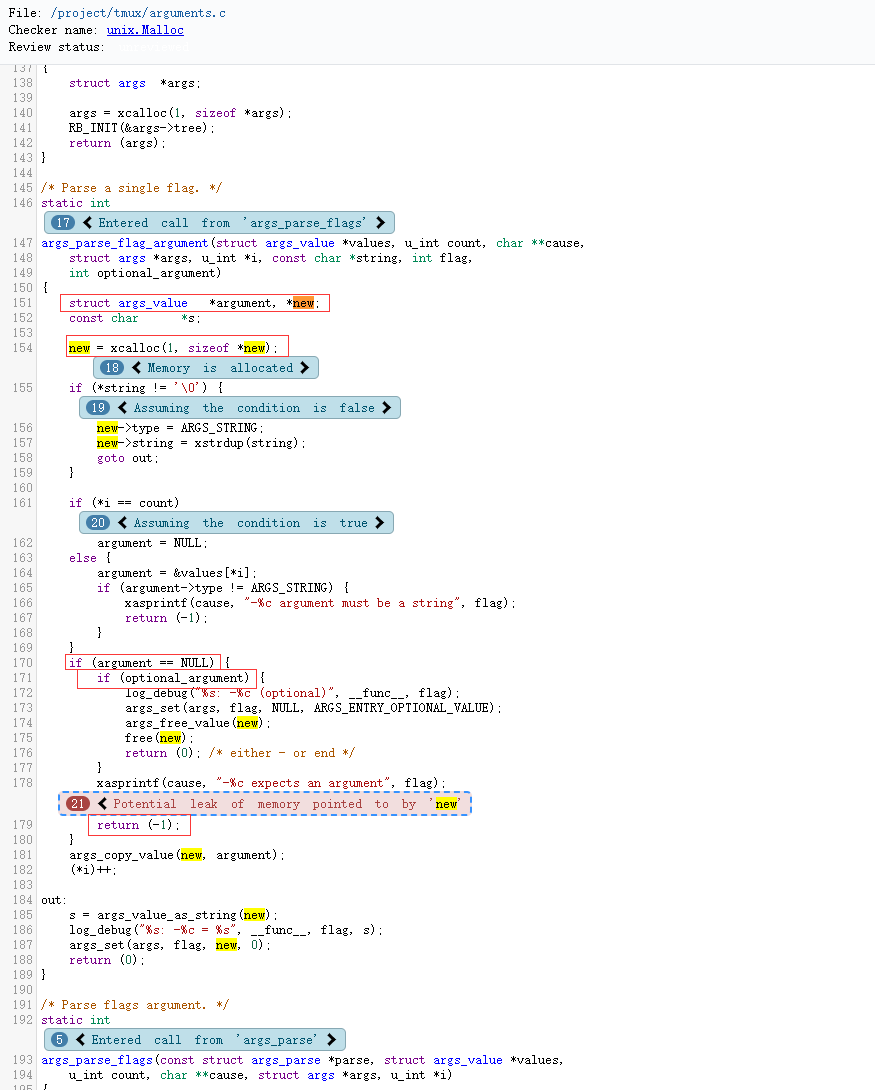 File: /project/tmux/arguments.c
Checker name: unix.Malloc
Review status:
137 {
138     struct args  *args;
139
140     args = xcalloc(1, sizeof *args);
141     RB_INIT(&args->tree);
142     return (args);
143 }
144
145 /* Parse a single flag. */
146 static int
17 Entered call from 'args_parse_flags'
147 args_parse_flag_argument(struct args_value *values, u_int count, char **cause,
148     struct args *args, u_int *i, const char *string, int flag,
149     int optional_argument)
150 {
151     struct args_value   *argument, *new;
152     const char      *s;
153
154     new = xcalloc(1, sizeof *new);
18 Memory is allocated
155     if (*string != '\0') {
19 Assuming the condition is false
156         new->type = ARGS_STRING;
157         new->string = xstrdup(string);
158         goto out;
159     }
160
161     if (*i == count)
20 Assuming the condition is true
162         argument = NULL;
163     else {
164         argument = &values[*i];
165         if (argument->type != ARGS_STRING) {
166             xasprintf(cause, "-%c argument must be a string", flag);
167             return (-1);
168         }
169     }
170     if (argument == NULL) {
171         if (optional_argument) {
172             log_debug("%s: -%c (optional)", __func__, flag);
173             args_set(args, flag, NULL, ARGS_ENTRY_OPTIONAL_VALUE);
174             args_free_value(new);
175             free(new);
176             return (0); /* either - or end */
177         }
178         xasprintf(cause, "-%c expects an argument", flag);
21 Potential leak of memory pointed to by 'new'
179         return (-1);
180     }
181     args_copy_value(new, argument);
182     (*i)++;
183
184 out:
185     s = args_value_as_string(new);
186     log_debug("%s: -%c = %s", __func__, flag, s);
187     args_set(args, flag, new, 0);
188     return (0);
189 }
190
191 /* Parse flags argument. */
192 static int
5 Entered call from 'args_parse'
193 args_parse_flags(const struct args_parse *parse, struct args_value *values,
194     u_int count, char **cause, struct args *args, u_int *i)
195 {